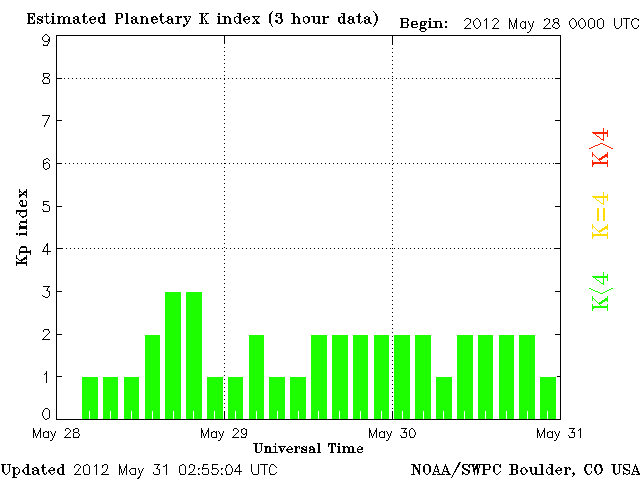 Estimated Planetary K index (3 hour data) Begin: 2012 May 28 0000 UTC
9
8
7
6
5
4
3
2
1
0
Kp index
K>4
K=4
K<4
May 28 May 29 May 30 May 31
Universal Time
Updated 2012 May 31 02:55:04 UTC NOAA/SWPC Boulder, CO USA